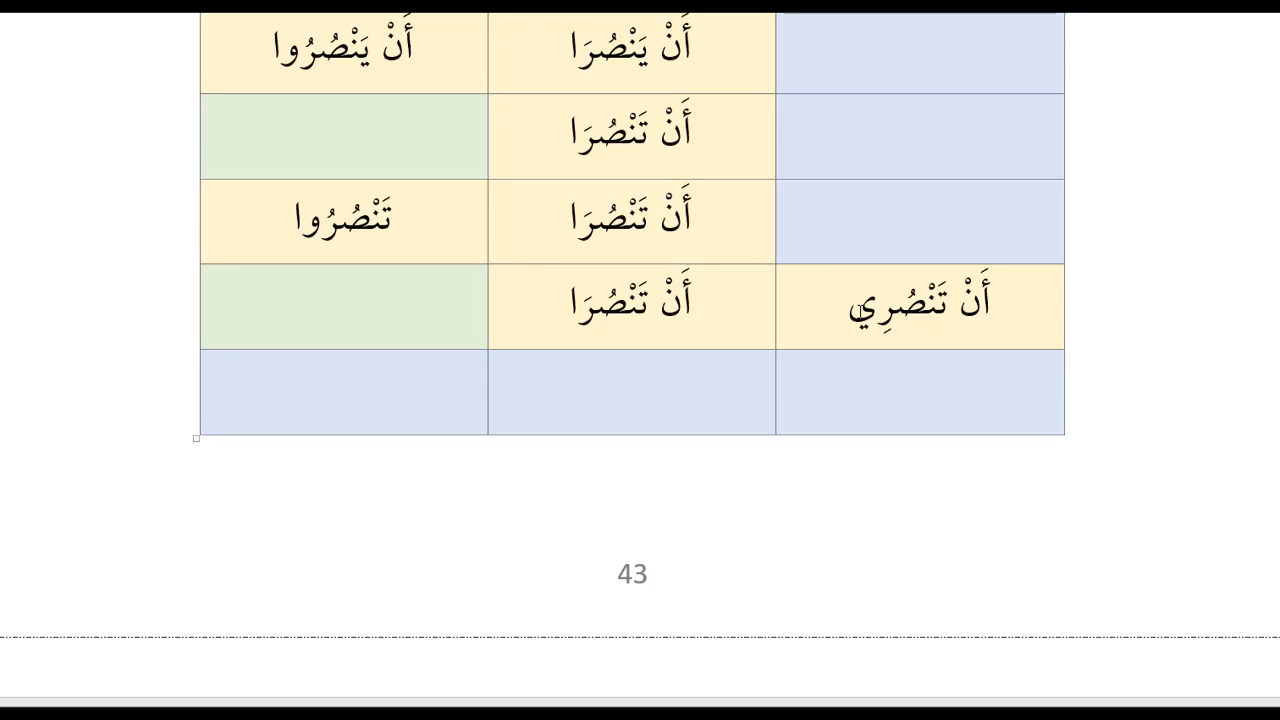 أَنْ يَنْصُرَا أَنْ يَنْصُرُوا
أَنْ تَنْصُرَا
أَنْ تَنْصُرَا تَنْصُرُوا
أَنْ تَنْصُرِي أَنْ تَنْصُرَا
43